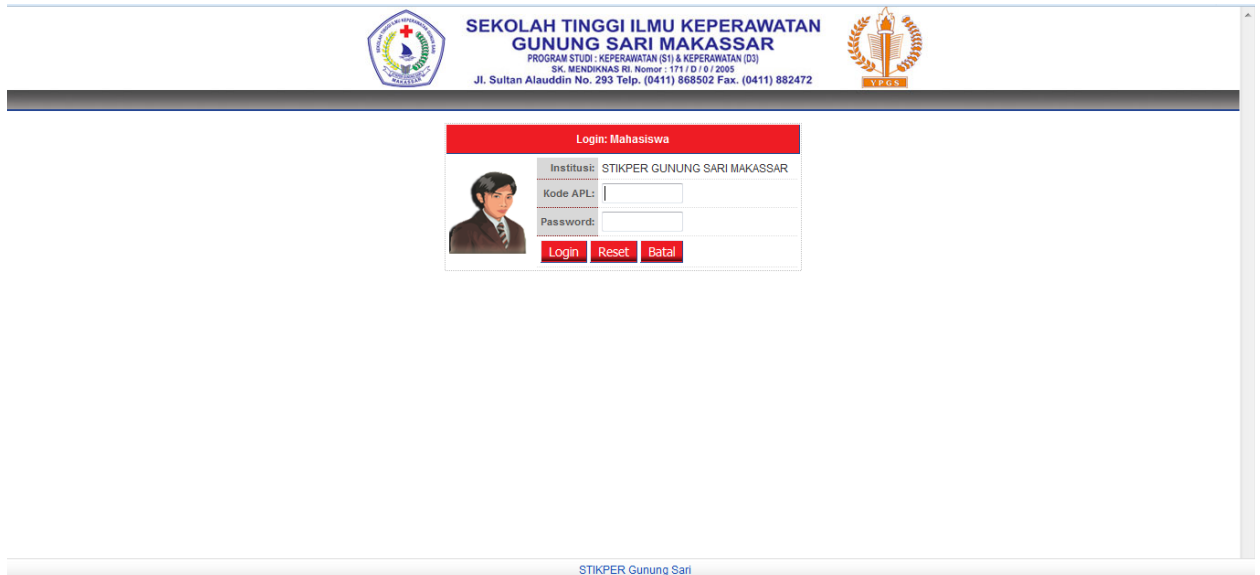 SEKOLAH TINGGI ILMU KEPERAWATAN
GUNUNG SARI MAKASSAR
PROGRAM STUDI : KEPERAWATAN (S1) & KEPERAWATAN (D3)
SK. MENDIKNAS RI. Nomor : 171 / D / 0 / 2005
Jl. Sultan Alauddin No. 293 Telp. (0411) 868502 Fax. (0411) 882472
MAKASSAR
Y P G S
Login: Mahasiswa
Institusi: STIKPER GUNUNG SARI MAKASSAR
Kode APL:
Password:
Login Reset Batal
STIKPER Gunung Sari